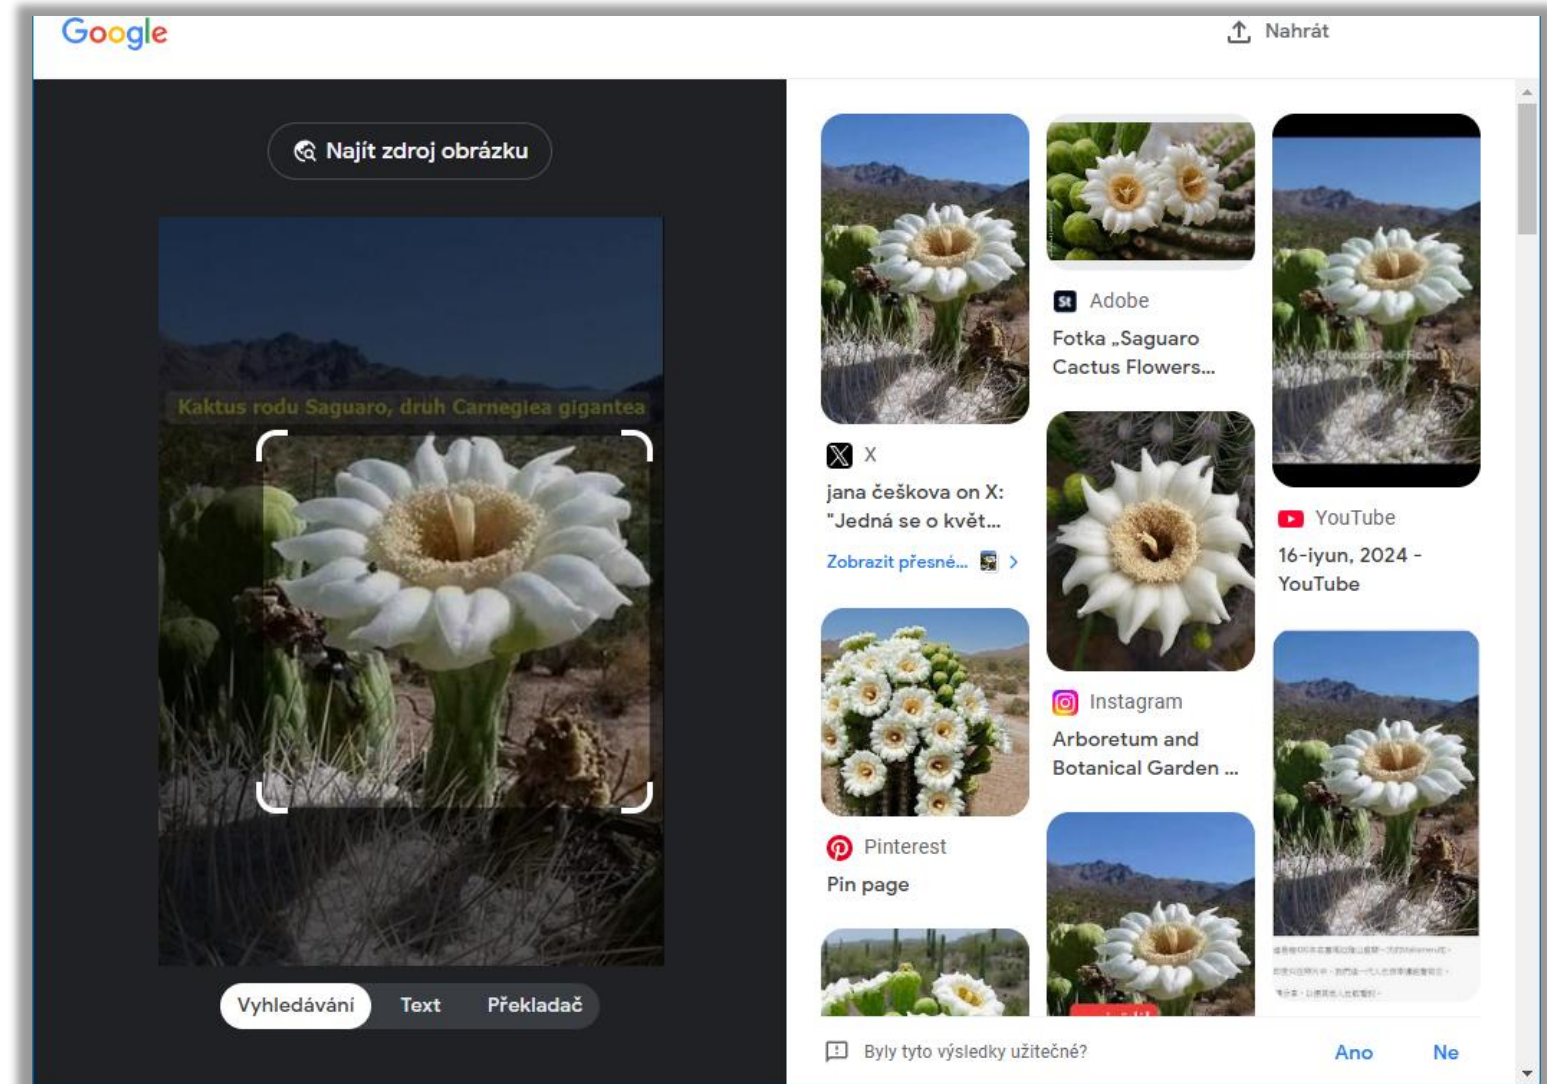 Google
Nahrát
Najít zdroj obrázku
Kaktus rodu Saguaro, druh Carnegiea gigantea
Vyhledávání
Text
Překladač
X
jana češkova on X:
"Jedná se o květ...
Zobrazit přesné...
Pinterest
Pin page
St
Adobe
Fotka „Saguaro
Cactus Flowers...
Instagram
Arboretum and
Botanical Garden ...
YouTube
16-iyun, 2024 -
YouTube
Byly tyto výsledky užitečné?
Ano
Ne